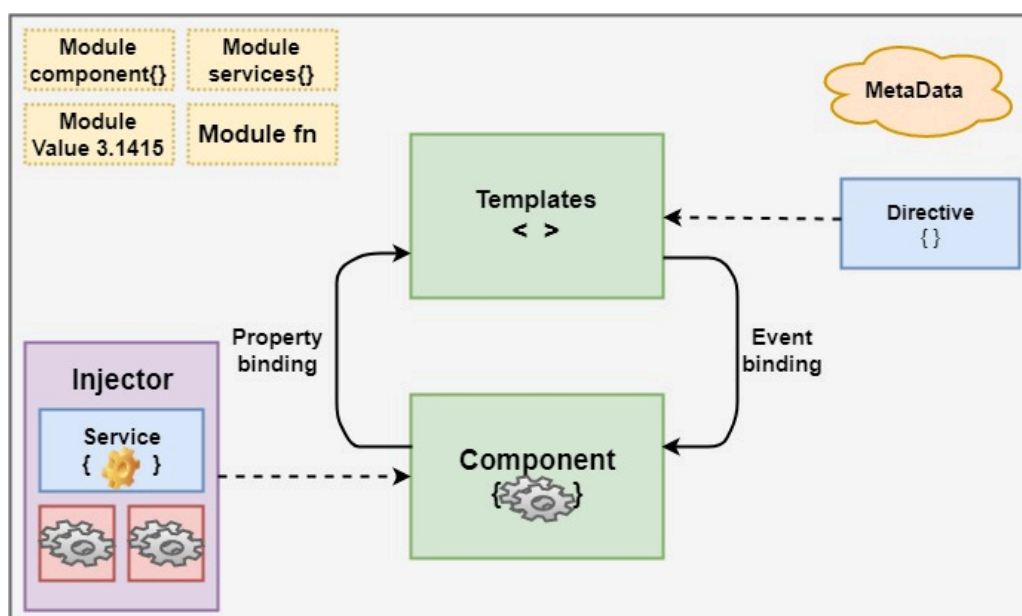 Module
component{}
Module
services{}
Module
Value 3.1415
Module fn
MetaData
Templates
< >
Directive
{ }
Property
binding
Event
binding
Injector
Service
{ }
Component
{ }